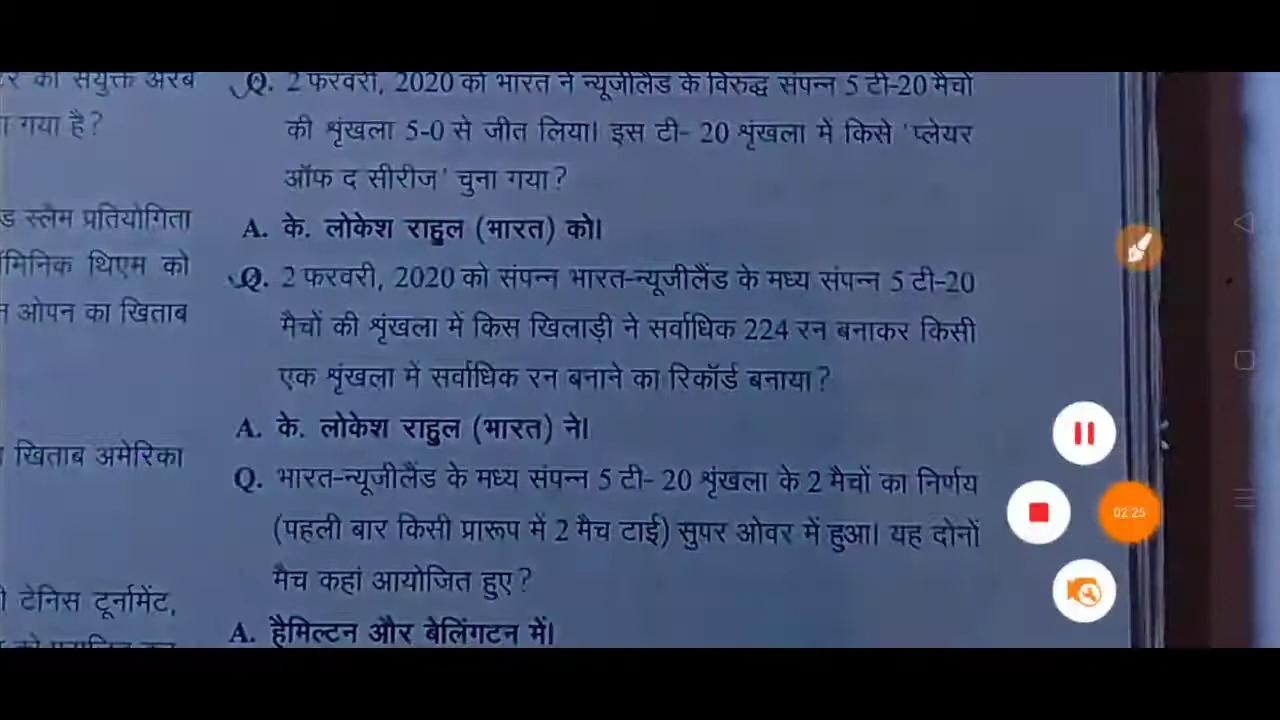 की संयुक्त अरब
गया है?
स्लैम प्रतियोगिता
मिनिक थिएम को
ओपन का खिताब
खिताब अमेरिका
टेनिस टूर्नामेंट,
Q. 2 फरवरी, 2020 को भारत ने न्यूजीलैंड के विरुद्ध संपन्न 5 टी-20 मैचों
की शृंखला 5-0 से जीत लिया। इस टी- 20 शृंखला में किसे 'प्लेयर
ऑफ द सीरीज' चुना गया?
A. के. लोकेश राहुल (भारत) को।
Q. 2 फरवरी, 2020 को संपन्न भारत-न्यूजीलैंड के मध्य संपन्न 5 टी-20
मैचों की शृंखला में किस खिलाड़ी ने सर्वाधिक 224 रन बनाकर किसी
एक शृंखला में सर्वाधिक रन बनाने का रिकॉर्ड बनाया?
A. के. लोकेश राहुल (भारत) ने।
Q. भारत-न्यूजीलैंड के मध्य संपन्न 5 टी- 20 शृंखला के 2 मैचों का निर्णय
(पहली बार किसी प्रारूप में 2 मैच टाई) सुपर ओवर में हुआ। यह दोनों
मैच कहां आयोजित हुए?
A. हैमिल्टन और बेलिंगटन में।
02:25